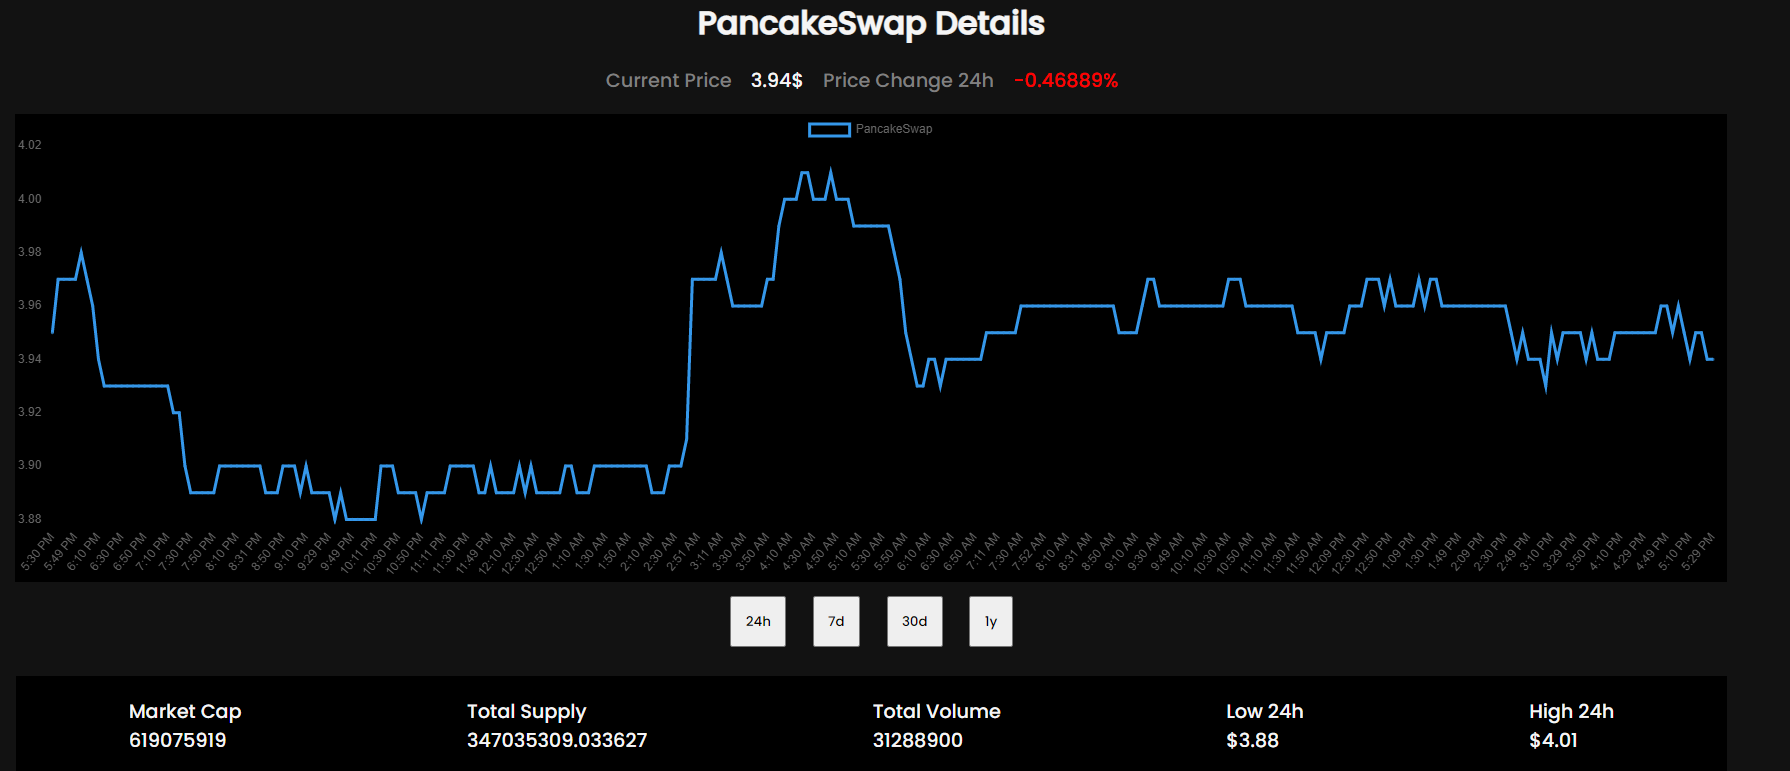 PancakeSwap Details
Current Price 3.94$ Price Change 24h -0.46889%
PancakeSwap
4.02
4.00
3.98
3.96
3.94
3.92
3.90
3.88
5:30 PM
5:49 PM
6:10 PM
6:30 PM
6:50 PM
7:10 PM
7:30 PM
7:50 PM
8:10 PM
8:31 PM
8:50 PM
9:10 PM
9:29 PM
9:49 PM
10:11 PM
10:30 PM
10:50 PM
11:11 PM
11:30 PM
11:49 PM
12:10 AM
12:30 AM
12:50 AM
1:10 AM
1:30 AM
1:50 AM
2:10 AM
2:30 AM
2:51 AM
3:11 AM
3:30 AM
3:50 AM
4:10 AM
4:30 AM
4:50 AM
5:10 AM
5:30 AM
5:50 AM
6:10 AM
6:30 AM
6:50 AM
7:11 AM
7:30 AM
7:52 AM
8:10 AM
8:31 AM
8:50 AM
9:10 AM
9:30 AM
9:49 AM
10:10 AM
10:30 AM
10:50 AM
11:10 AM
11:30 AM
11:50 AM
12:09 PM
12:30 PM
12:50 PM
1:09 PM
1:30 PM
1:49 PM
2:09 PM
2:30 PM
2:49 PM
3:10 PM
3:29 PM
3:50 PM
4:10 PM
4:29 PM
4:49 PM
5:10 PM
5:29 PM
24h 7d 30d 1y
Market Cap Total Supply Total Volume Low 24h High 24h
619075919 347035309.033627 31288900 $3.88 $4.01